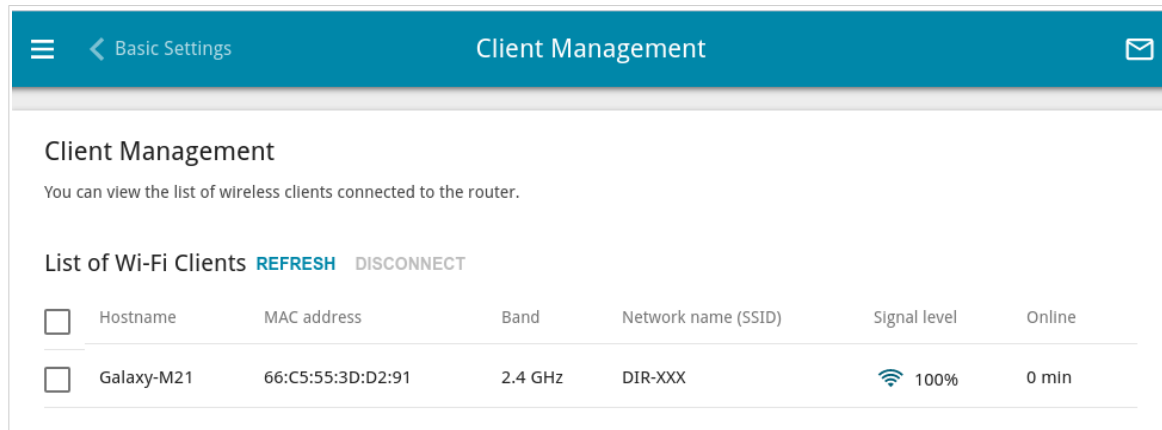 Basic Settings Client Management
Client Management
You can view the list of wireless clients connected to the router.
List of Wi-Fi Clients REFRESH DISCONNECT
Hostname MAC address Band Network name (SSID) Signal level Online
Galaxy-M21 66:C5:55:3D:D2:91 2.4 GHz DIR-XXX 100% 0 min